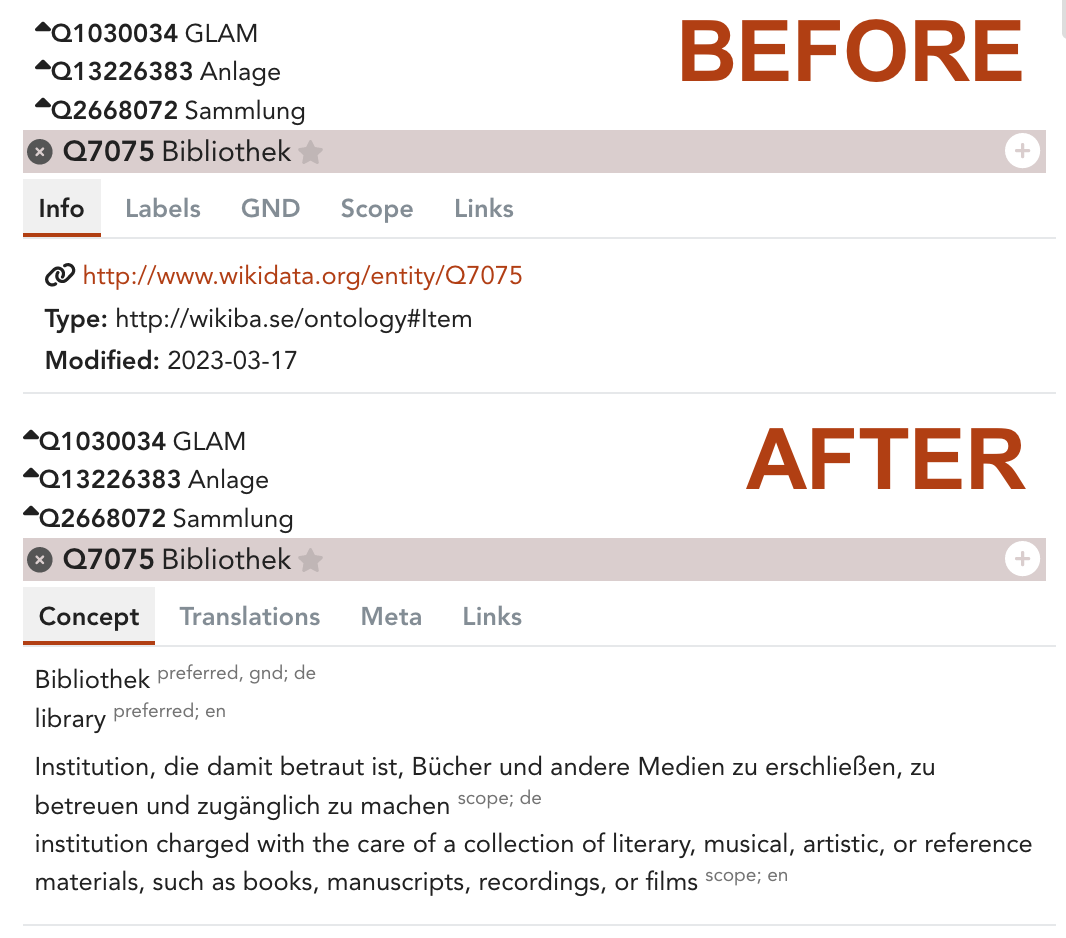 Q1030034 GLAM
BEFORE
Q13226383 Anlage
Q2668072 Sammlung
Q7075 Bibliothek
Info Labels GND Scope Links
http://www.wikidata.org/entity/Q7075
Type: http://wikiba.se/ontology#Item
Modified: 2023-03-17
Q1030034 GLAM
AFTER
Q13226383 Anlage
Q2668072 Sammlung
Q7075 Bibliothek
Concept Translations Meta Links
Bibliothek preferred, gnd; de
library preferred; en
Institution, die damit betraut ist, Bücher und andere Medien zu erschließen, zu
betreuen und zugänglich zu machen scope; de
institution charged with the care of a collection of literary, musical, artistic, or reference
materials, such as books, manuscripts, recordings, or films scope; en